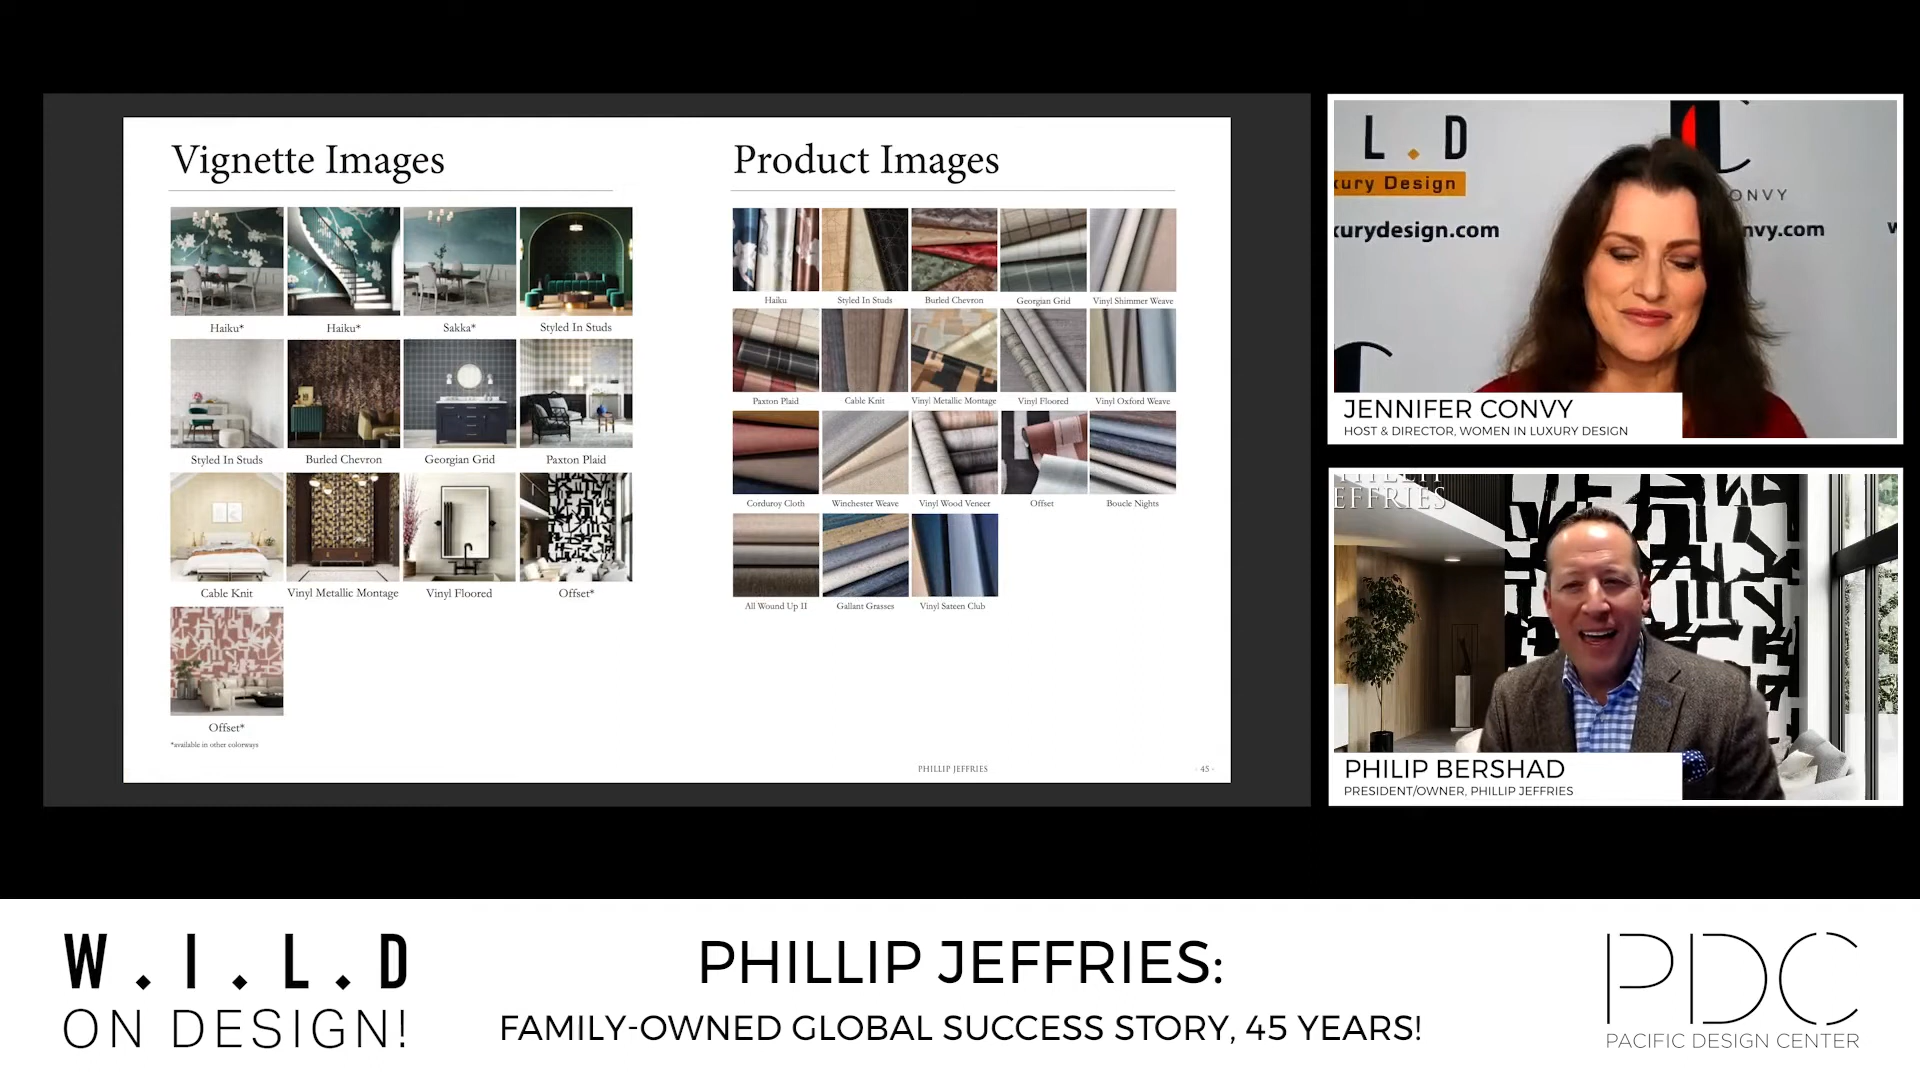 Vignette Images
Haiku*
Haiku*
Sakka*
Styled In Studs
Styled In Studs
Burled Chevron
Georgian Grid
Paxton Plaid
Cable Knit
Vinyl Metallic Montage
Vinyl Floored
Offset*
Offset*
*available in other colorways
Product Images
Haiku
Styled In Studs
Burled Chevron
Georgian Grid
Vinyl Shimmer Weave
Paxton Plaid
Cable Knit
Vinyl Metallic Montage
Vinyl Floored
Vinyl Oxford Weave
Corduroy Cloth
Winchester Weave
Vinyl Wood Veneer
Offset
Boucle Nights
All Wound Up II
Gallant Grasses
Vinyl Sateen Club
PHILLIP JEFFRIES
- 45 -
L . D
xury Design
xurydesign.com
ONVY
nvy.com
w
JENNIFER CONVY
HOST & DIRECTOR, WOMEN IN LUXURY DESIGN
EFFRIES
PHILIP BERSHAD
PRESIDENT/OWNER, PHILLIP JEFFRIES
W.I.L.D
ON DESIGN!
PHILLIP JEFFRIES:
FAMILY-OWNED GLOBAL SUCCESS STORY, 45 YEARS!
PDC
PACIFIC DESIGN CENTER